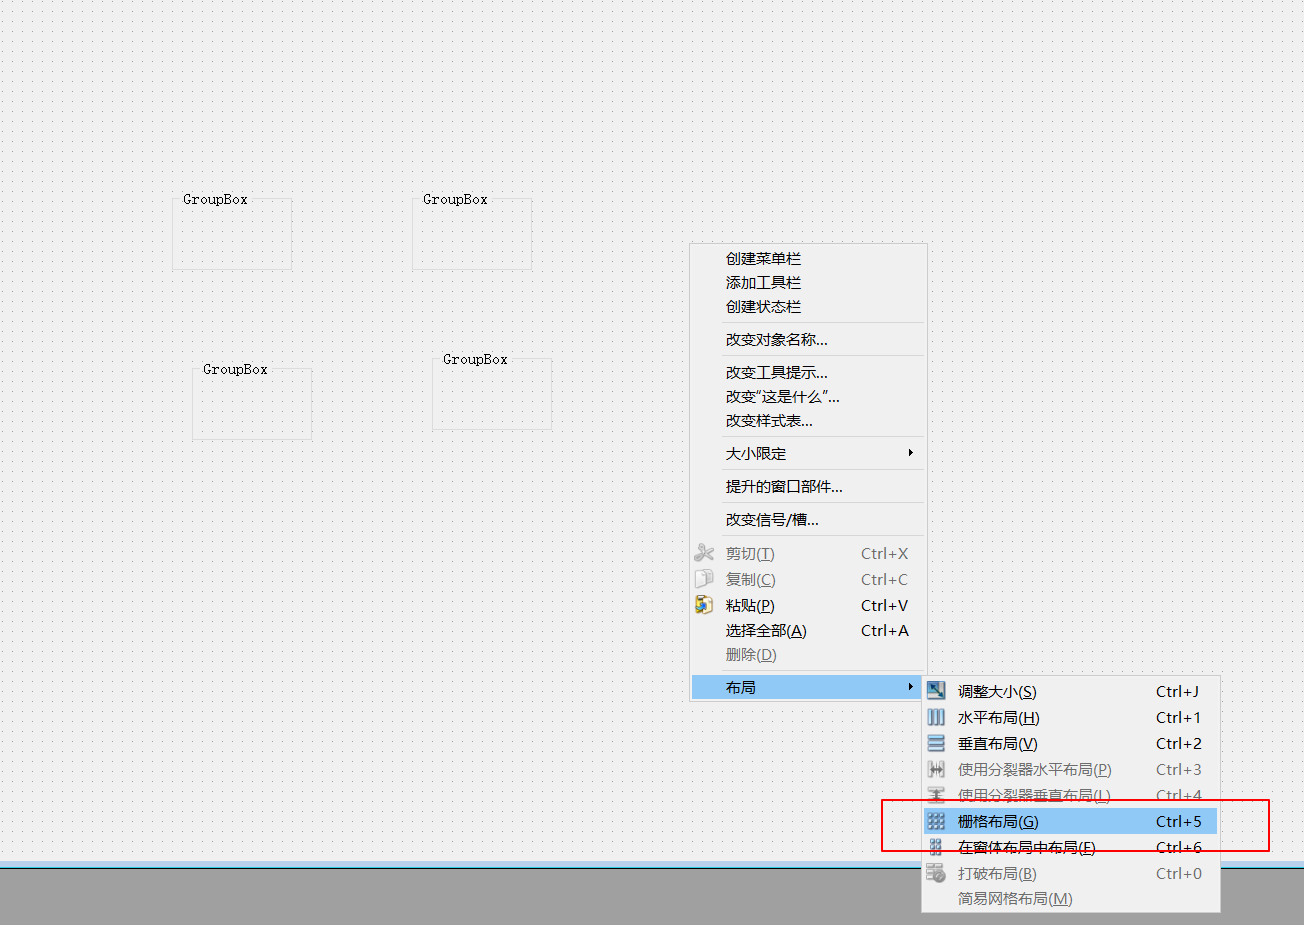 GroupBox
GroupBox
GroupBox
GroupBox
创建菜单栏
添加工具栏
创建状态栏
改变对象名称...
改变工具提示...
改变“这是什么”...
改变样式表...
大小限定
提升的窗口部件...
改变信号/槽...
剪切(T) Ctrl+X
复制(C) Ctrl+C
粘贴(P) Ctrl+V
选择全部(A) Ctrl+A
删除(D)
布局
调整大小(S) Ctrl+J
水平布局(H) Ctrl+1
垂直布局(V) Ctrl+2
使用分裂器水平布局(P) Ctrl+3
使用分裂器垂直布局(L) Ctrl+4
栅格布局(G) Ctrl+5
在窗体布局中布局(F) Ctrl+6
打破布局(B) Ctrl+0
简易网格布局(M)